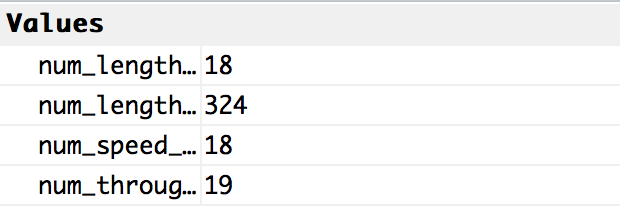 Values
num_length… 18
num_length… 324
num_speed_… 18
num_throug… 19